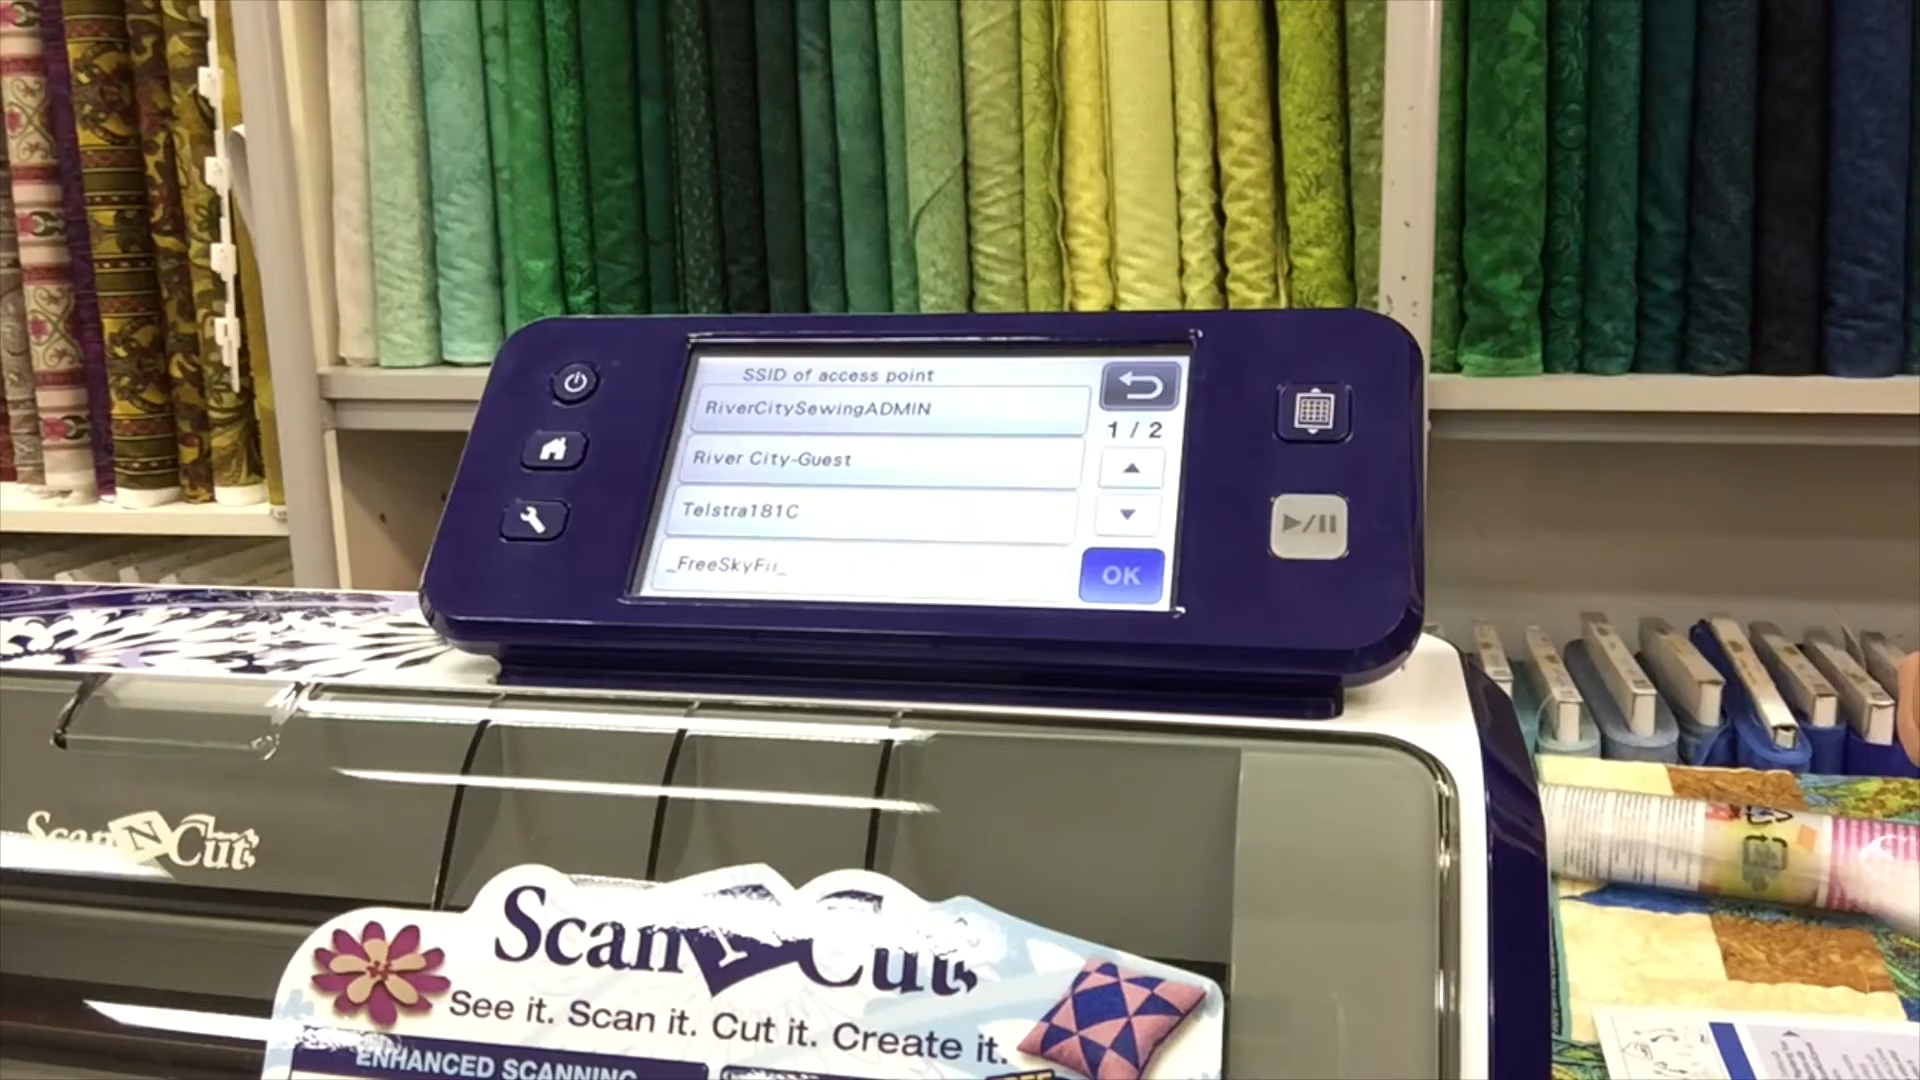 SSID of access point
RiverCitySewingADMIN
1 / 2
River City-Guest
Telstra181C
OK
ScanNCut
ScanNCut
See it. Scan it. Cut it. Create it.
ENHANCED SCANNING